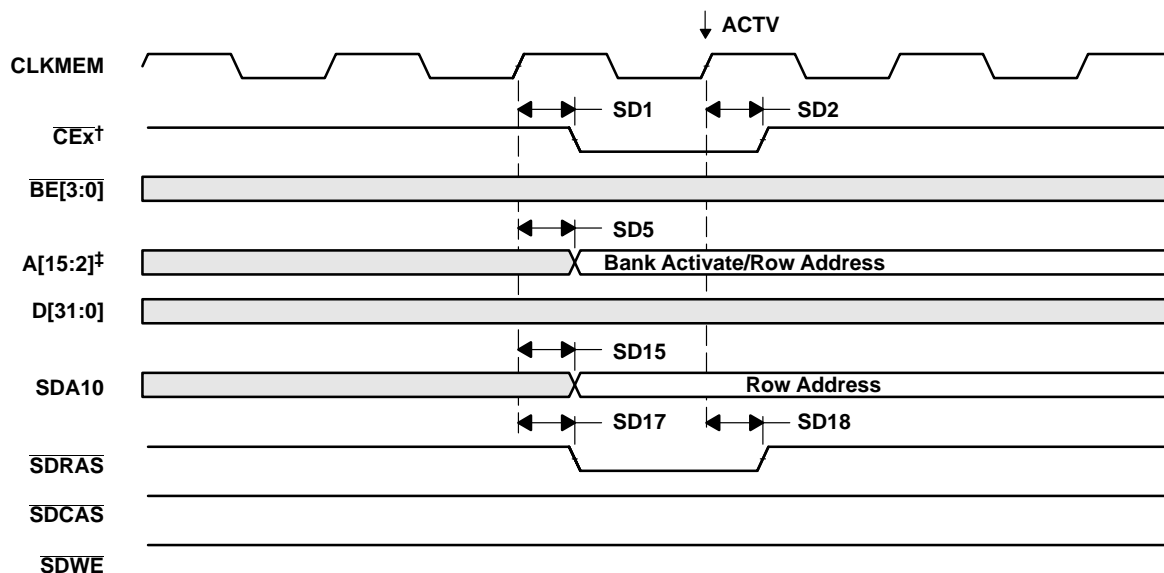 ACTV
CLKMEM
SD1
SD2
CEx†
BE[3:0]
SD5
A[15:2]‡
Bank Activate/Row Address
D[31:0]
SD15
SDA10
Row Address
SD17
SD18
SDRAS
SDCAS
SDWE